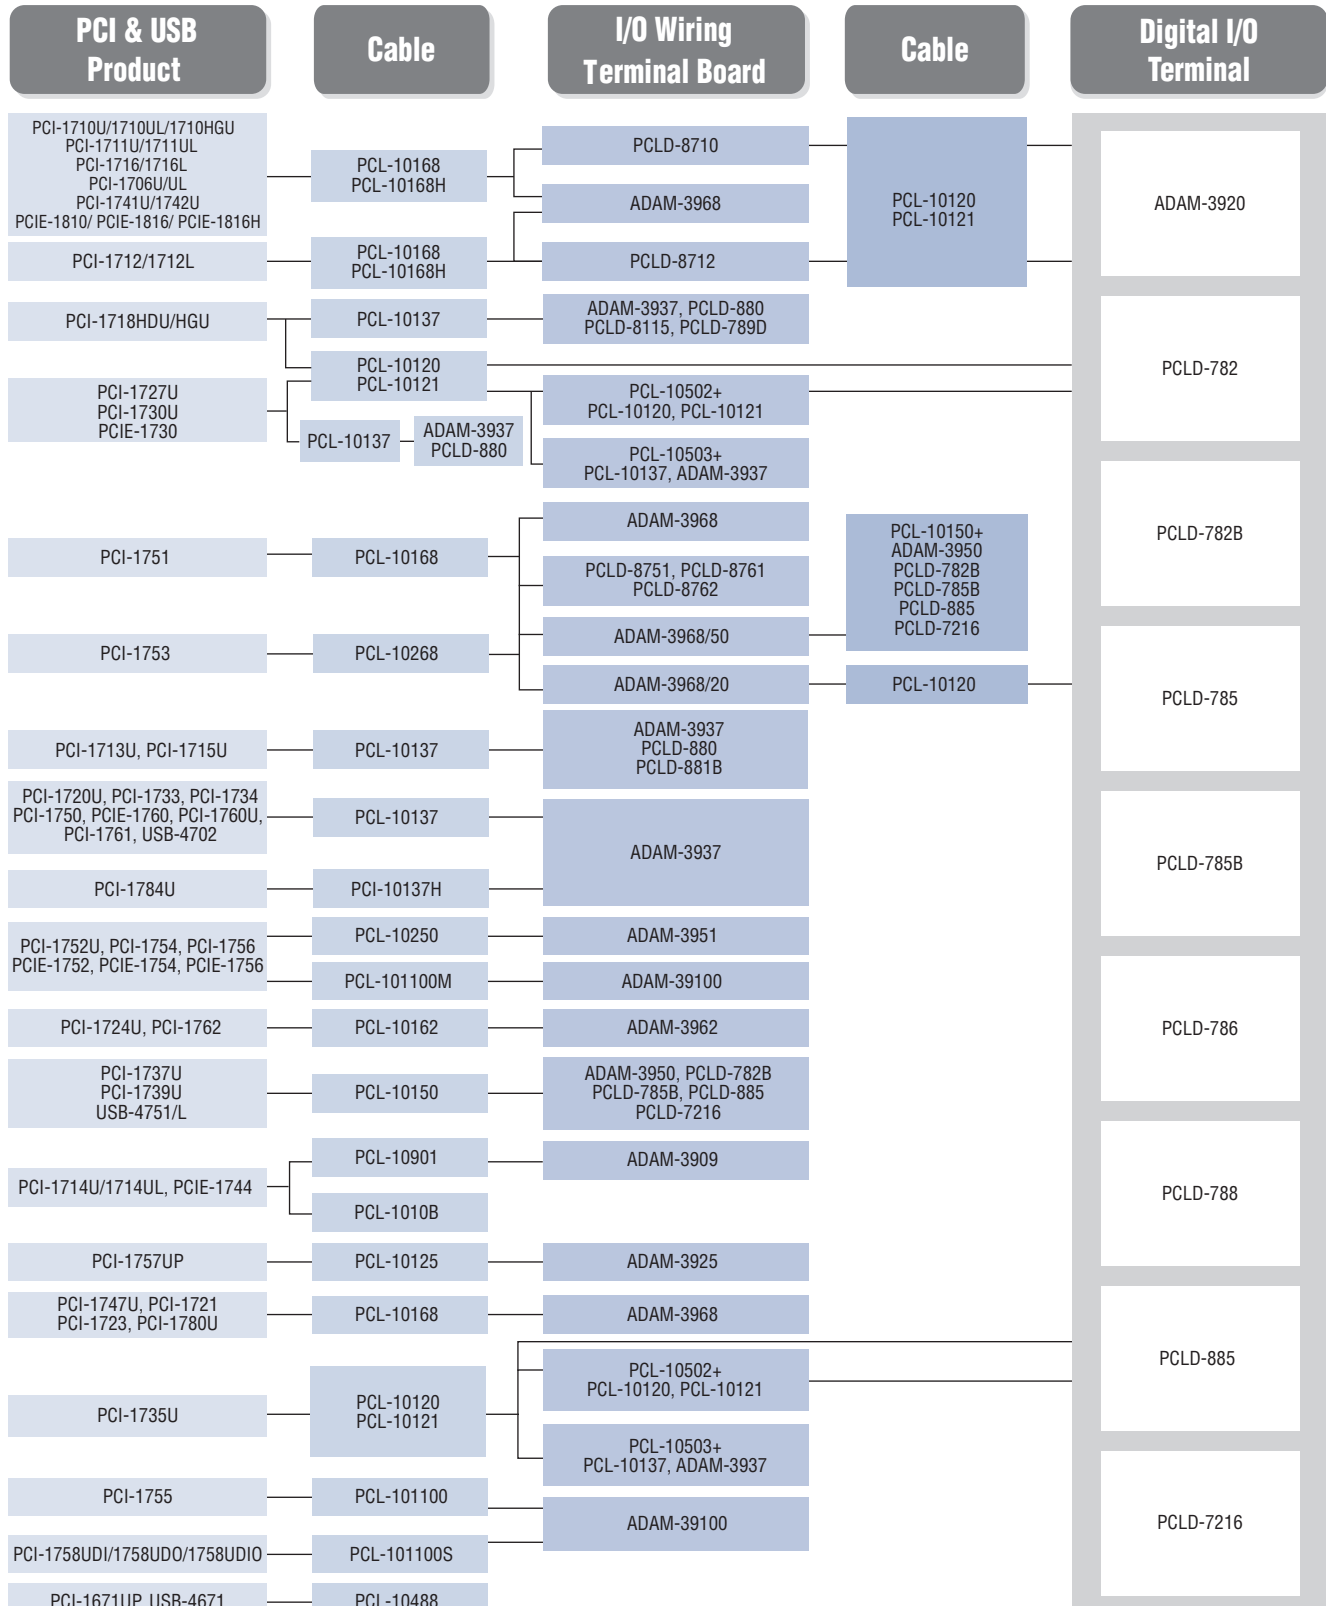 PCI & USB
Product
Cable
I/O Wiring
Terminal Board
Cable
Digital I/O
Terminal
PCI-1710U/1710UL/1710HGU
PCI-1711U/1711UL
PCI-1716/1716L
PCI-1706U/UL
PCI-1741U/1742U
PCIE-1810/ PCIE-1816/ PCIE-1816H
PCL-10168
PCL-10168H
PCLD-8710
ADAM-3968
PCL-10120
PCL-10121
ADAM-3920
PCI-1712/1712L
PCL-10168
PCL-10168H
PCLD-8712
PCI-1718HDU/HGU
PCL-10137
ADAM-3937, PCLD-880
PCLD-8115, PCLD-789D
PCL-10120
PCL-10121
PCLD-782
PCI-1727U
PCI-1730U
PCIE-1730
PCL-10137
ADAM-3937
PCLD-880
PCL-10502+
PCL-10120, PCL-10121
PCL-10503+
PCL-10137, ADAM-3937
PCI-1751
PCL-10168
ADAM-3968
PCLD-8751, PCLD-8761
PCLD-8762
PCL-10150+
ADAM-3950
PCLD-782B
PCLD-785B
PCLD-885
PCLD-7216
PCLD-782B
PCI-1753
PCL-10268
ADAM-3968/50
ADAM-3968/20
PCL-10120
PCLD-785
PCI-1713U, PCI-1715U
PCL-10137
ADAM-3937
PCLD-880
PCLD-881B
PCI-1720U, PCI-1733, PCI-1734
PCI-1750, PCIE-1760, PCI-1760U,
PCI-1761, USB-4702
PCL-10137
ADAM-3937
PCLD-785B
PCI-1784U
PCI-10137H
PCI-1752U, PCI-1754, PCI-1756
PCIE-1752, PCIE-1754, PCIE-1756
PCL-10250
ADAM-3951
PCL-101100M
ADAM-39100
PCI-1724U, PCI-1762
PCL-10162
ADAM-3962
PCLD-786
PCI-1737U
PCI-1739U
USB-4751/L
PCL-10150
ADAM-3950, PCLD-782B
PCLD-785B, PCLD-885
PCLD-7216
PCI-1714U/1714UL, PCIE-1744
PCL-10901
ADAM-3909
PCL-1010B
PCLD-788
PCI-1757UP
PCL-10125
ADAM-3925
PCI-1747U, PCI-1721
PCI-1723, PCI-1780U
PCL-10168
ADAM-3968
PCLD-885
PCI-1735U
PCL-10120
PCL-10121
PCL-10502+
PCL-10120, PCL-10121
PCL-10503+
PCL-10137, ADAM-3937
PCI-1755
PCL-101100
ADAM-39100
PCLD-7216
PCI-1758UDI/1758UDO/1758UDIO
PCL-101100S
PCI-1671UP, USB-4671
PCL-10488